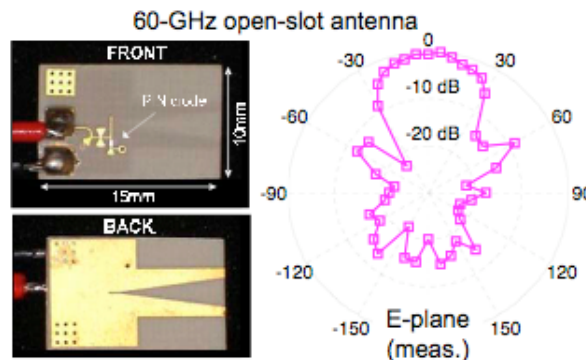 60-GHz open-slot antenna
FRONT
PIN diode
10mm
15mm
BACK
0
-30
30
-10 dB
-60
60
-20 dB
-90
90
-120
120
-150
150
E-plane
(meas.)